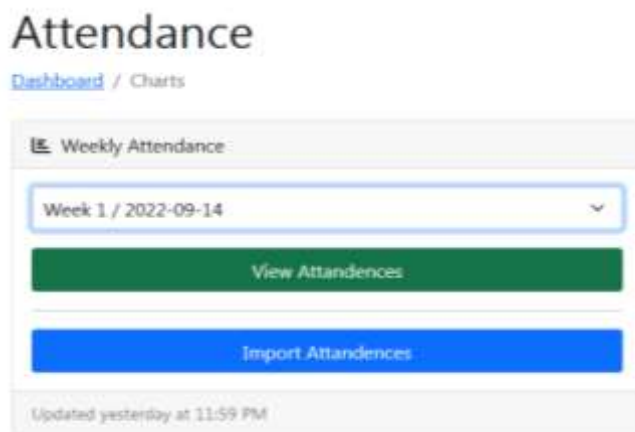 Attendance
Dashboard / Charts
Weekly Attendance
Week 1 / 2022-09-14
View Attandences
Import Attandences
Updated yesterday at 11:59 PM